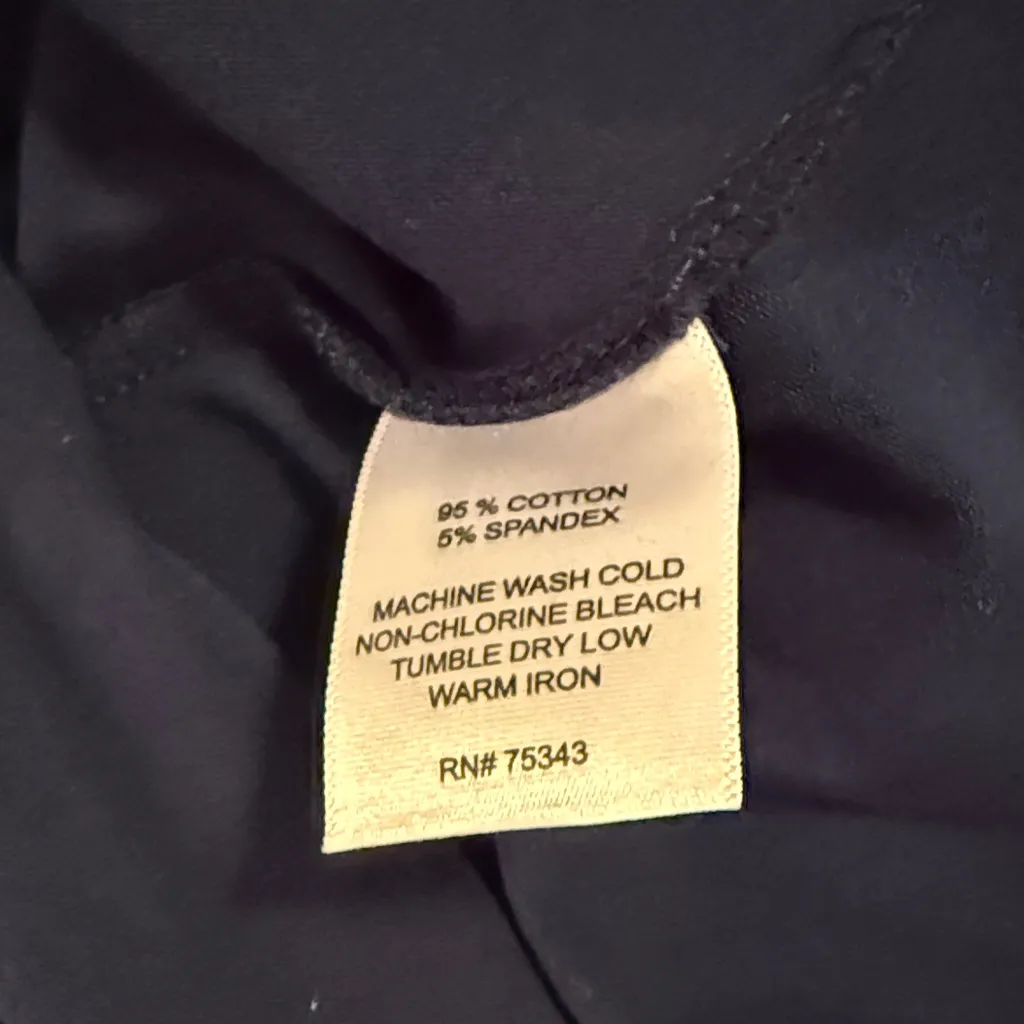 95 % COTTON
5% SPANDEX
MACHINE WASH COLD
NON-CHLORINE BLEACH
TUMBLE DRY LOW
WARM IRON
RN# 75343